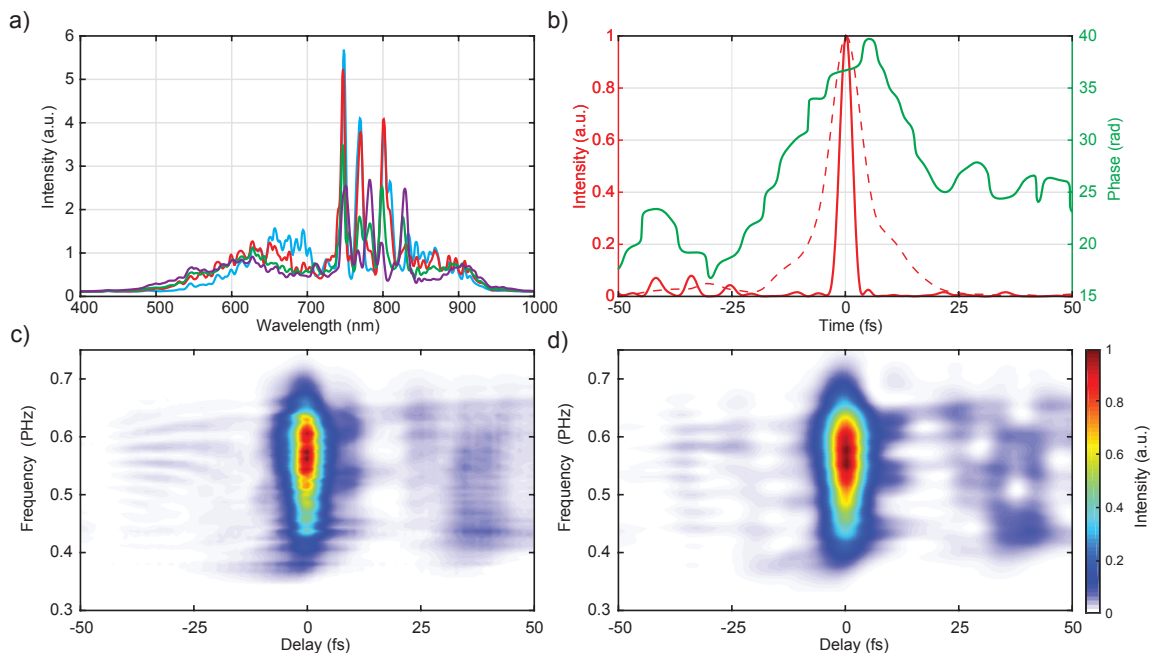 a)
6
5
4
3
2
1
0
Intensity (a.u.)
400 500 600 700 800 900 1000
Wavelength (nm)
b)
1
0.8
0.6
0.4
0.2
0
Intensity (a.u.)
40
35
30
25
20
15
Phase (rad)
-50 -25 0 25 50
Time (fs)
c)
0.7
0.6
0.5
0.4
0.3
Frequency (PHz)
-50 -25 0 25 50
Delay (fs)
d)
0.7
0.6
0.5
0.4
0.3
Frequency (PHz)
-50 -25 0 25 50
Delay (fs)
1
0.8
0.6
0.4
0.2
0
Intensity (a.u.)